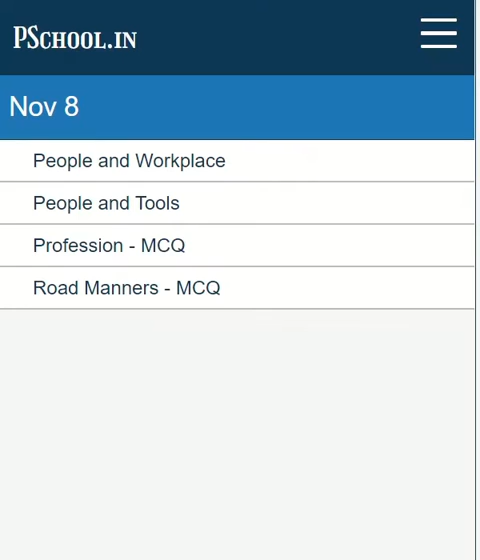 PSchool.in
Nov 8
People and Workplace
People and Tools
Profession - MCQ
Road Manners - MCQ